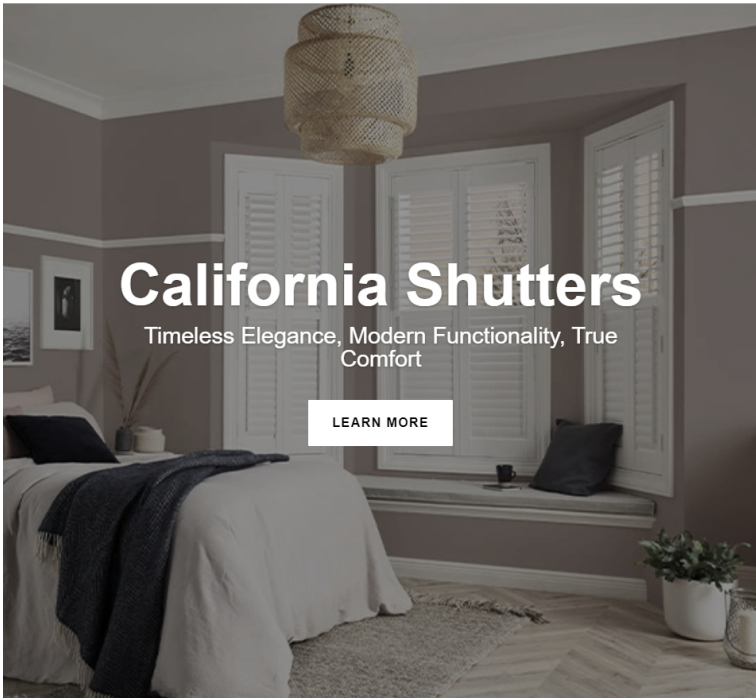 California Shutters
Timeless Elegance, Modern Functionality, True
Comfort
LEARN MORE